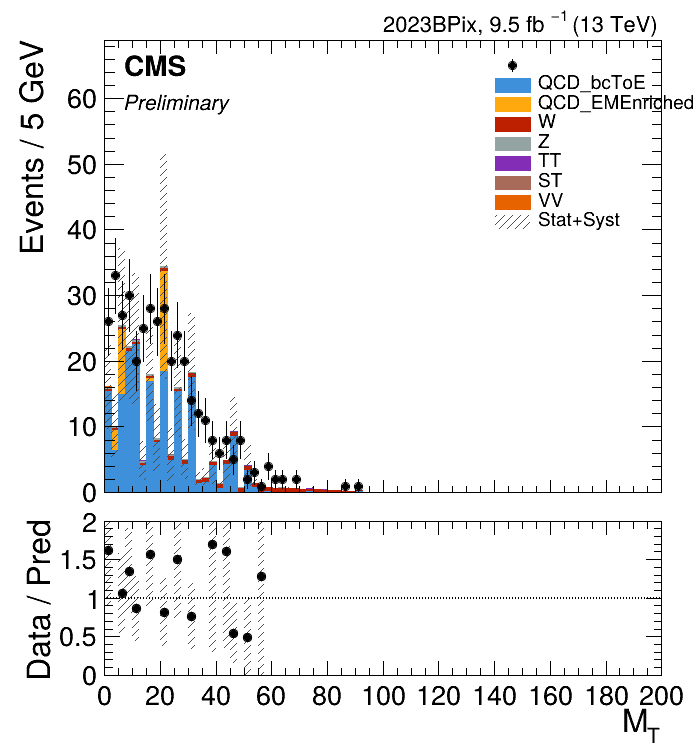 2023BPix, 9.5 fb⁻¹ (13 TeV)
CMS
Preliminary
QCD_bcToE
QCD_EMEnriched
W
Z
TT
ST
VV
Stat+Syst
Events / 5 GeV
60
50
40
30
20
10
0
Data / Pred
2
1.5
1
0.5
0
0 20 40 60 80 100 120 140 160 180 200
M_T